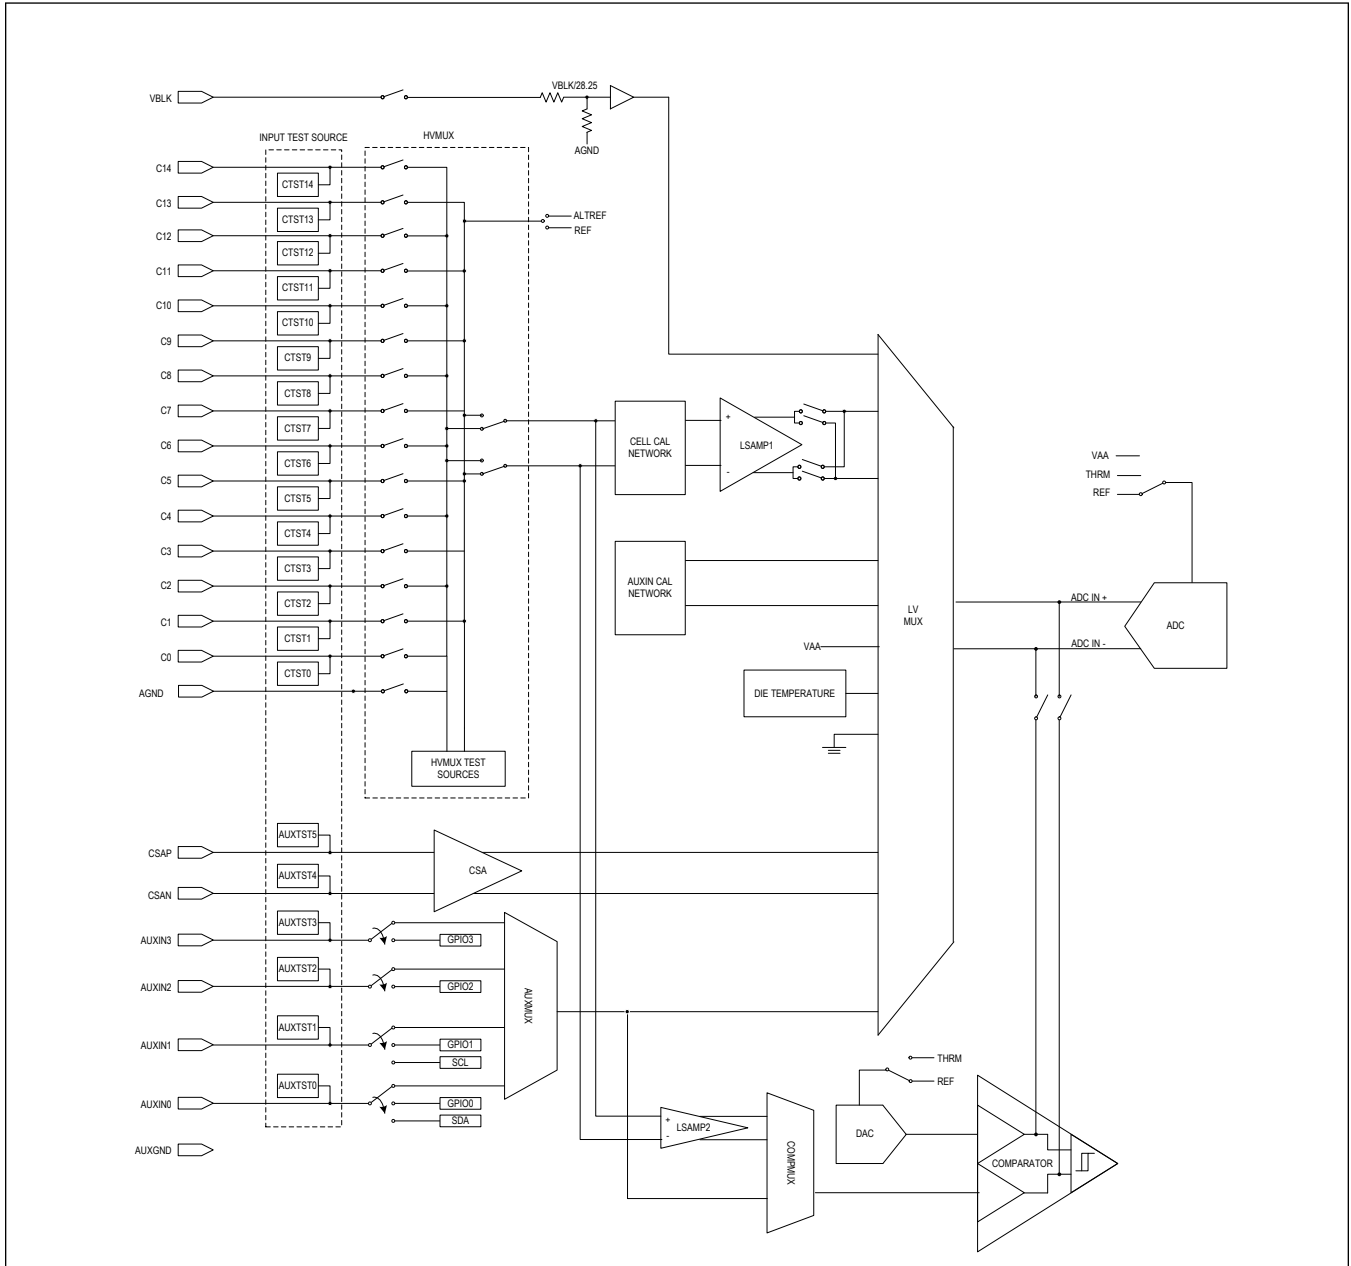 VBLK
VBLK/28.25
AGND
INPUT TEST SOURCE
HVMUX
C14
CTST14
C13
CTST13
ALTREF
REF
C12
CTST12
C11
CTST11
C10
CTST10
C9
CTST9
C8
CTST8
C7
CTST7
C6
CTST6
C5
CTST5
C4
CTST4
C3
CTST3
C2
CTST2
C1
CTST1
C0
CTST0
AGND
HVMUX TEST
SOURCES
CELL CAL
NETWORK
+
-
LSAMP1
AUXIN CAL
NETWORK
VAA
DIE TEMPERATURE
LV
MUX
VAA
THRM
REF
ADC IN +
ADC IN -
ADC
CSAP
AUXTST5
CSAN
AUXTST4
CSA
AUXIN3
AUXTST3
GPIO3
AUXIN2
AUXTST2
GPIO2
AUXIN1
AUXTST1
GPIO1
SCL
AUXIN0
AUXTST0
GPIO0
SDA
AUXGND
AUXMUX
+
-
LSAMP2
COMPMUX
THRM
REF
DAC
COMPARATOR